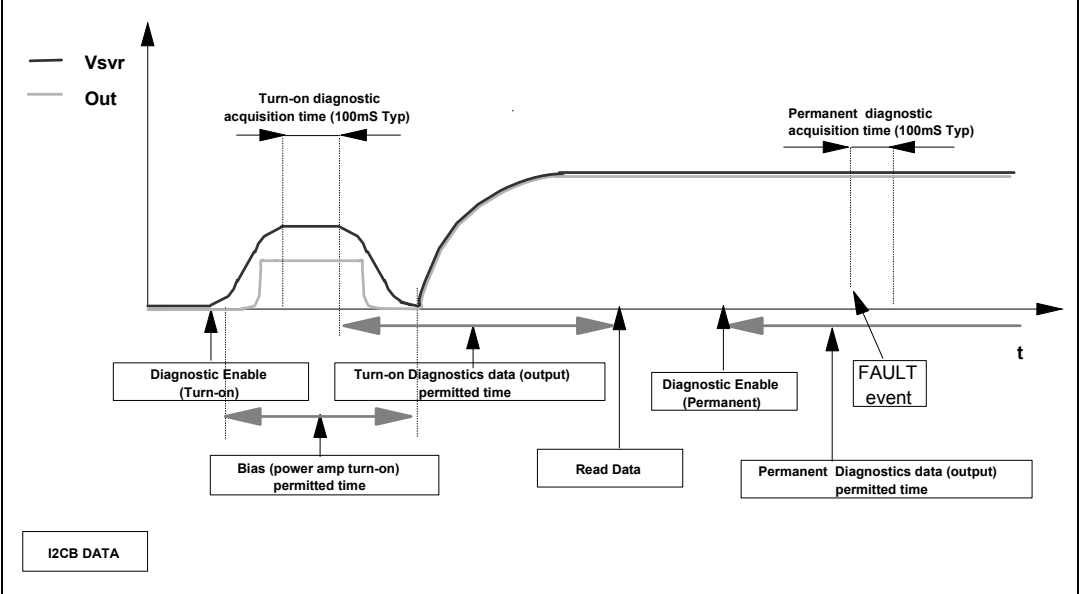 Vsvr
Out
Turn-on diagnostic
acquisition time (100mS Typ)
Permanent diagnostic
acquisition time (100mS Typ)
t
Diagnostic Enable
(Turn-on)
Turn-on Diagnostics data (output)
permitted time
Diagnostic Enable
(Permanent)
FAULT
event
Bias (power amp turn-on)
permitted time
Read Data
Permanent Diagnostics data (output)
permitted time
I2CB DATA